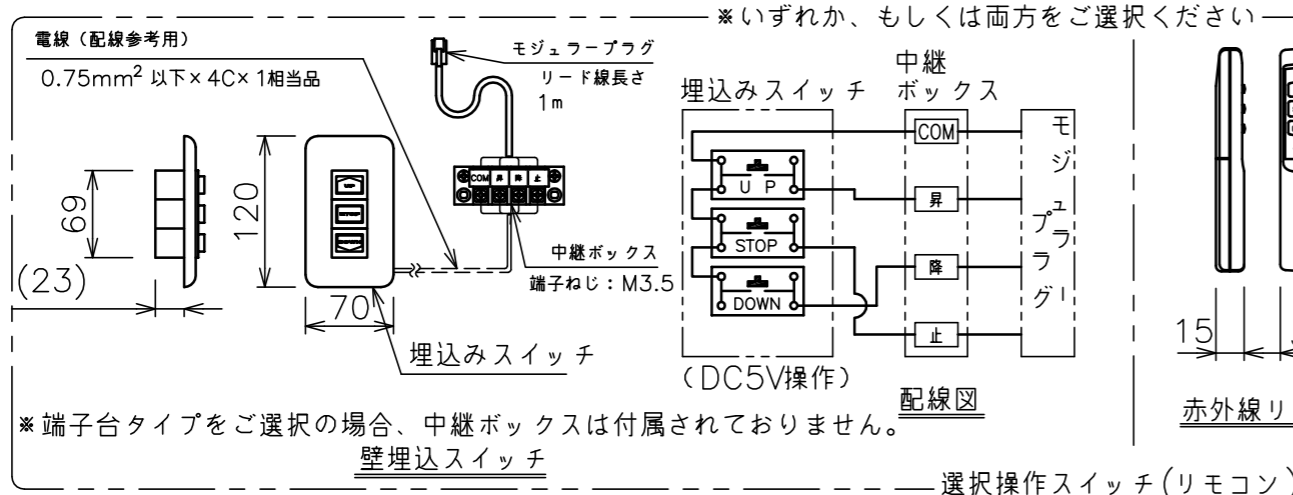 ※いずれか、もしくは両方をご選択ください
電線（配線参考用）
0.75mm² 以下×4C×1相当品
モジュラープラグ
リード線長さ
1m
69
(23)
120
70
COM 昇 降 止
中継ボックス
端子ねじ：M3.5
埋込みスイッチ
埋込みスイッチ
中継
ボックス
UP
STOP
DOWN
COM
昇
降
止
モジュラープラグ
(DC5V操作)
配線図
※端子台タイプをご選択の場合、中継ボックスは付属されておりません。
壁埋込スイッチ
15
赤外線リ
選択操作スイッチ(リモコン)